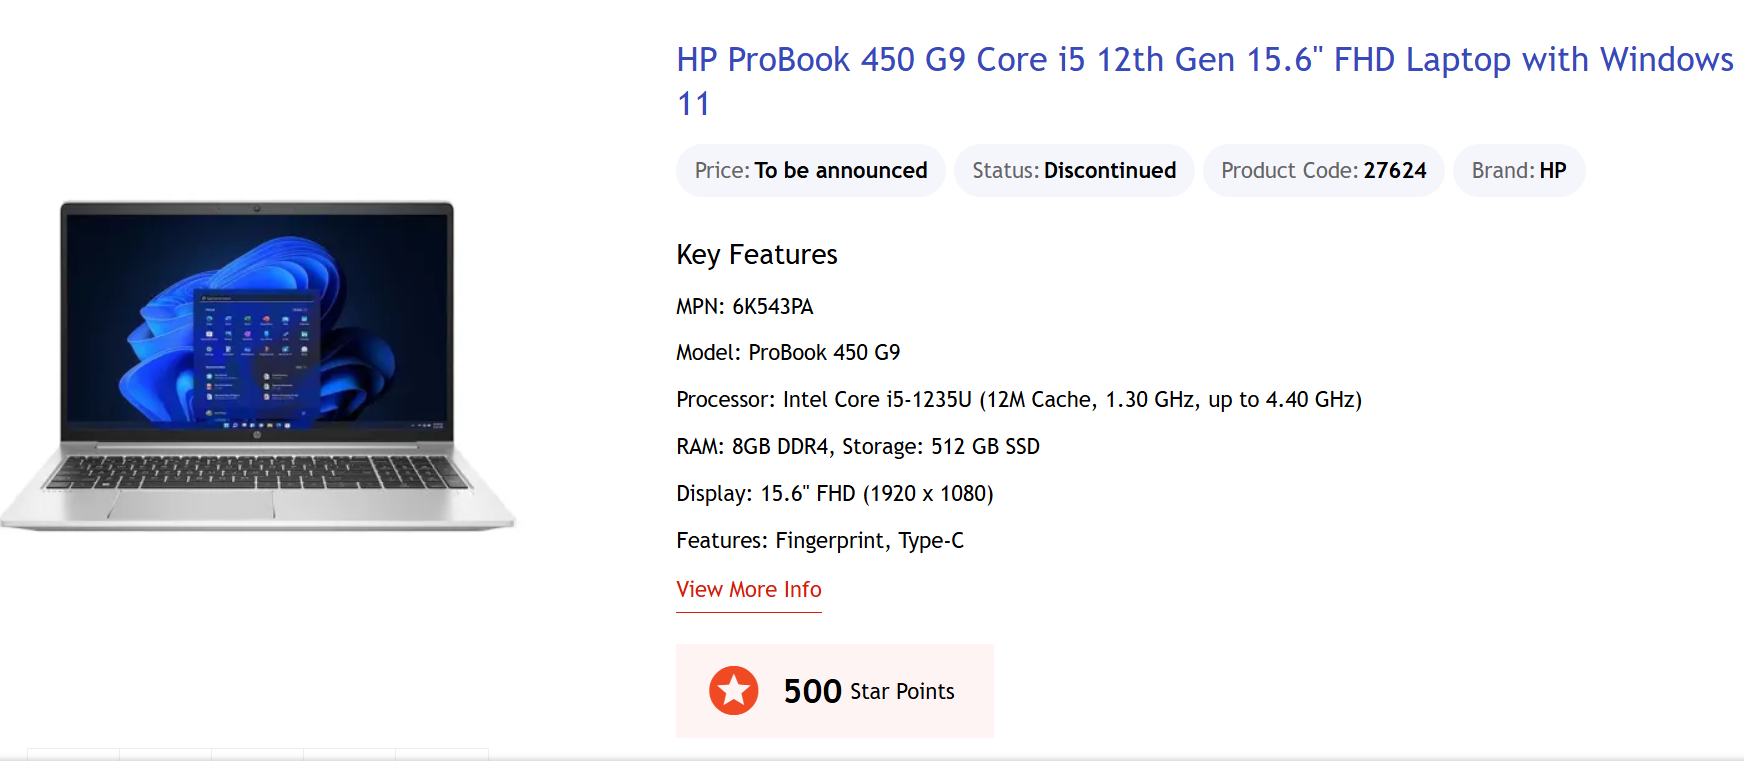 HP ProBook 450 G9 Core i5 12th Gen 15.6" FHD Laptop with Windows
11
Price: To be announced
Status: Discontinued
Product Code: 27624
Brand: HP
Key Features
MPN: 6K543PA
Model: ProBook 450 G9
Processor: Intel Core i5-1235U (12M Cache, 1.30 GHz, up to 4.40 GHz)
RAM: 8GB DDR4, Storage: 512 GB SSD
Display: 15.6" FHD (1920 x 1080)
Features: Fingerprint, Type-C
View More Info
500 Star Points